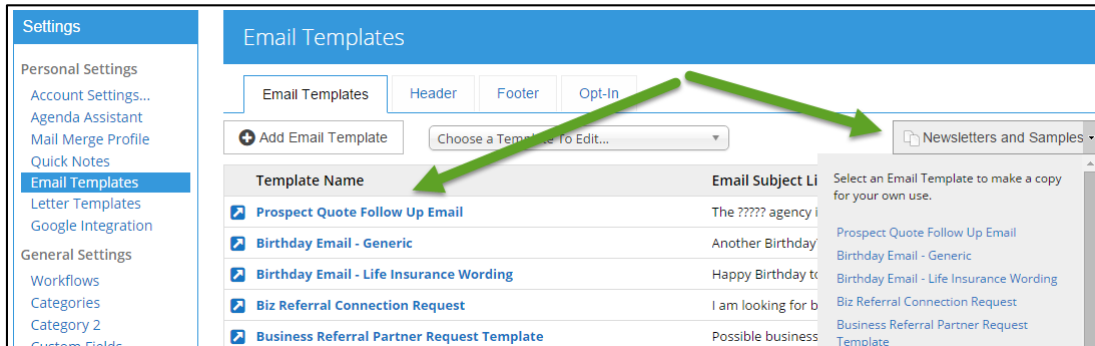 Settings
Personal Settings
Account Settings...
Agenda Assistant
Mail Merge Profile
Quick Notes
Email Templates
Letter Templates
Google Integration
General Settings
Workflows
Categories
Category 2
Custom Fields
Email Templates
Email Templates
Header
Footer
Opt-In
Add Email Template
Choose a Template To Edit...
Newsletters and Samples
Template Name
Email Subject Li
Prospect Quote Follow Up Email
The ????? agency i
Birthday Email - Generic
Another Birthday
Birthday Email - Life Insurance Wording
Happy Birthday to
Biz Referral Connection Request
I am looking for b
Business Referral Partner Request Template
Possible business
Select an Email Template to make a copy
for your own use.
Prospect Quote Follow Up Email
Birthday Email - Generic
Birthday Email - Life Insurance Wording
Biz Referral Connection Request
Business Referral Partner Request
Template